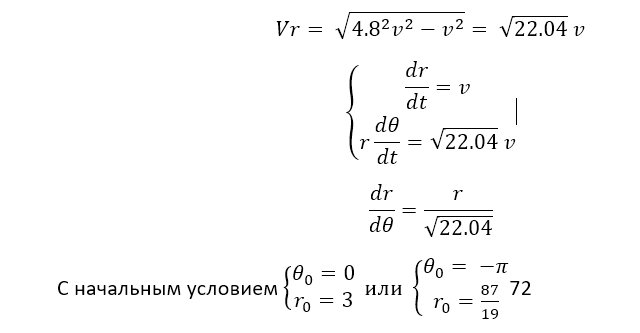 Vr = √(4.8²v² − v²) = √22.04 v
{ dr/dt = v
r dθ/dt = √22.04 v
dr/dθ = r/√22.04
С начальным условием { θ₀ = 0 r₀ = 3 или { θ₀ = −π r₀ = 87/19 72